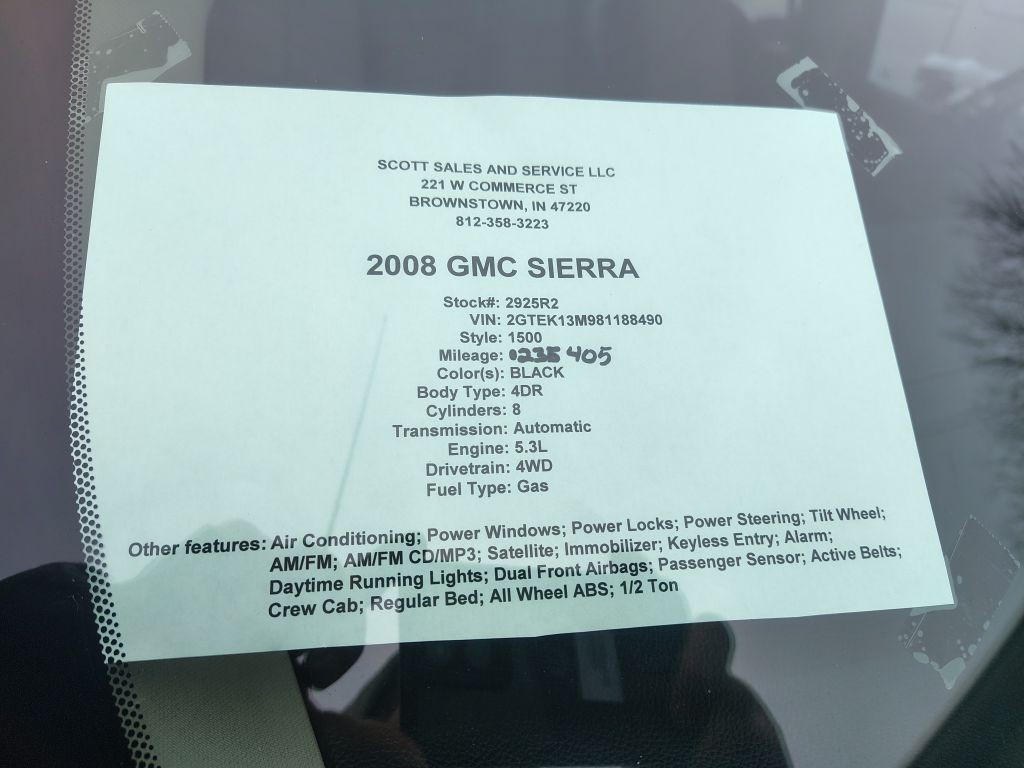 SCOTT SALES AND SERVICE LLC
221 W COMMERCE ST
BROWNSTOWN, IN 47220
812-358-3223
2008 GMC SIERRA
Stock#: 2925R2
VIN: 2GTEK13M981188490
Style: 1500
Mileage: 405
Color(s): BLACK
Body Type: 4DR
Cylinders: 8
Transmission: Automatic
Engine: 5.3L
Drivetrain: 4WD
Fuel Type: Gas
Other features: Air Conditioning; Power Windows; Power Locks; Power Steering; Tilt Wheel;
AM/FM; AM/FM CD/MP3; Satellite; Immobilizer; Keyless Entry; Alarm;
Daytime Running Lights; Dual Front Airbags; Passenger Sensor; Active Belts;
Crew Cab; Regular Bed; All Wheel ABS; 1/2 Ton